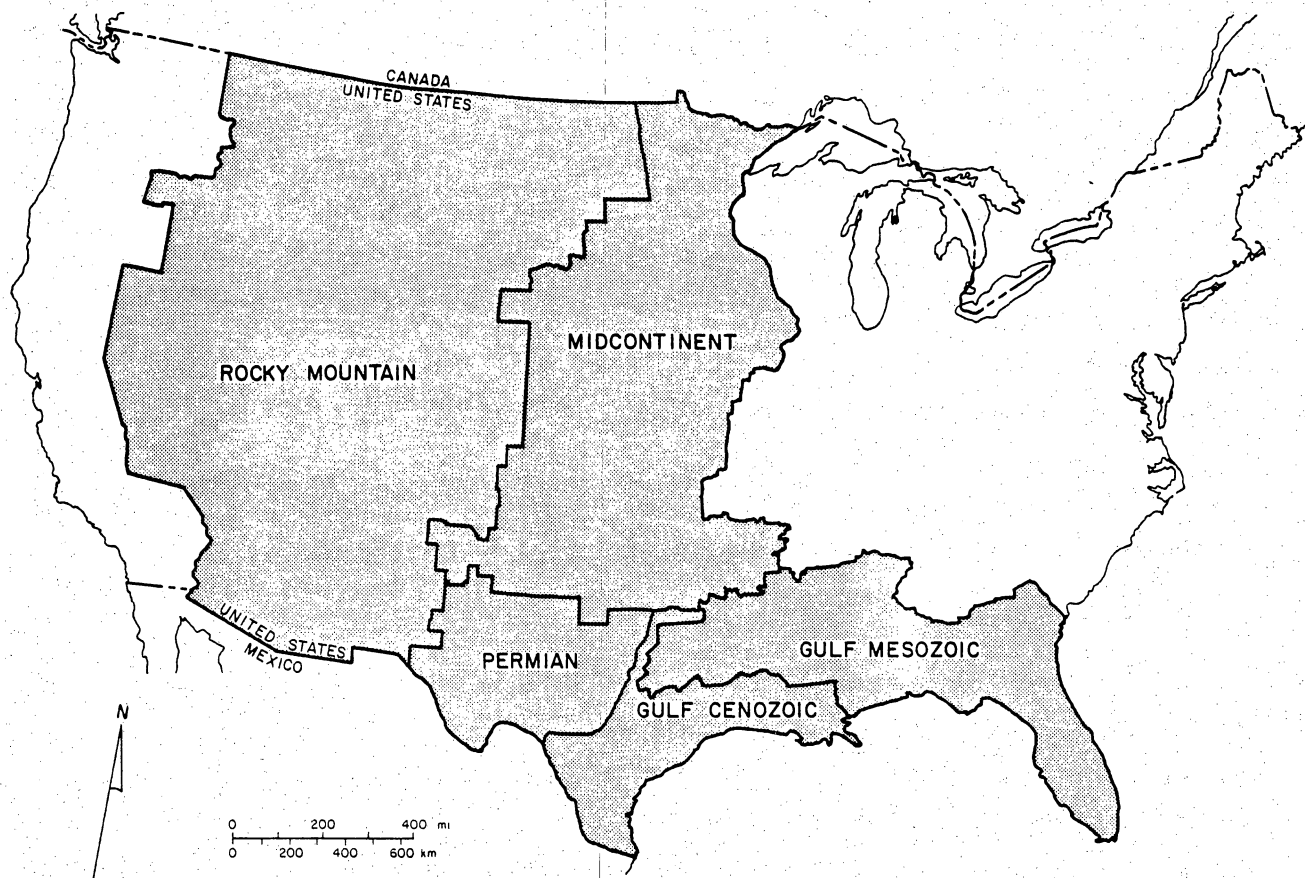 CANADA
UNITED STATES
MIDCONTINENT
ROCKY MOUNTAIN
UNITED STATES
MEXICO
PERMIAN
GULF MESOZOIC
GULF CENOZOIC
N
0 200 400 mi
0 200 400 600 km